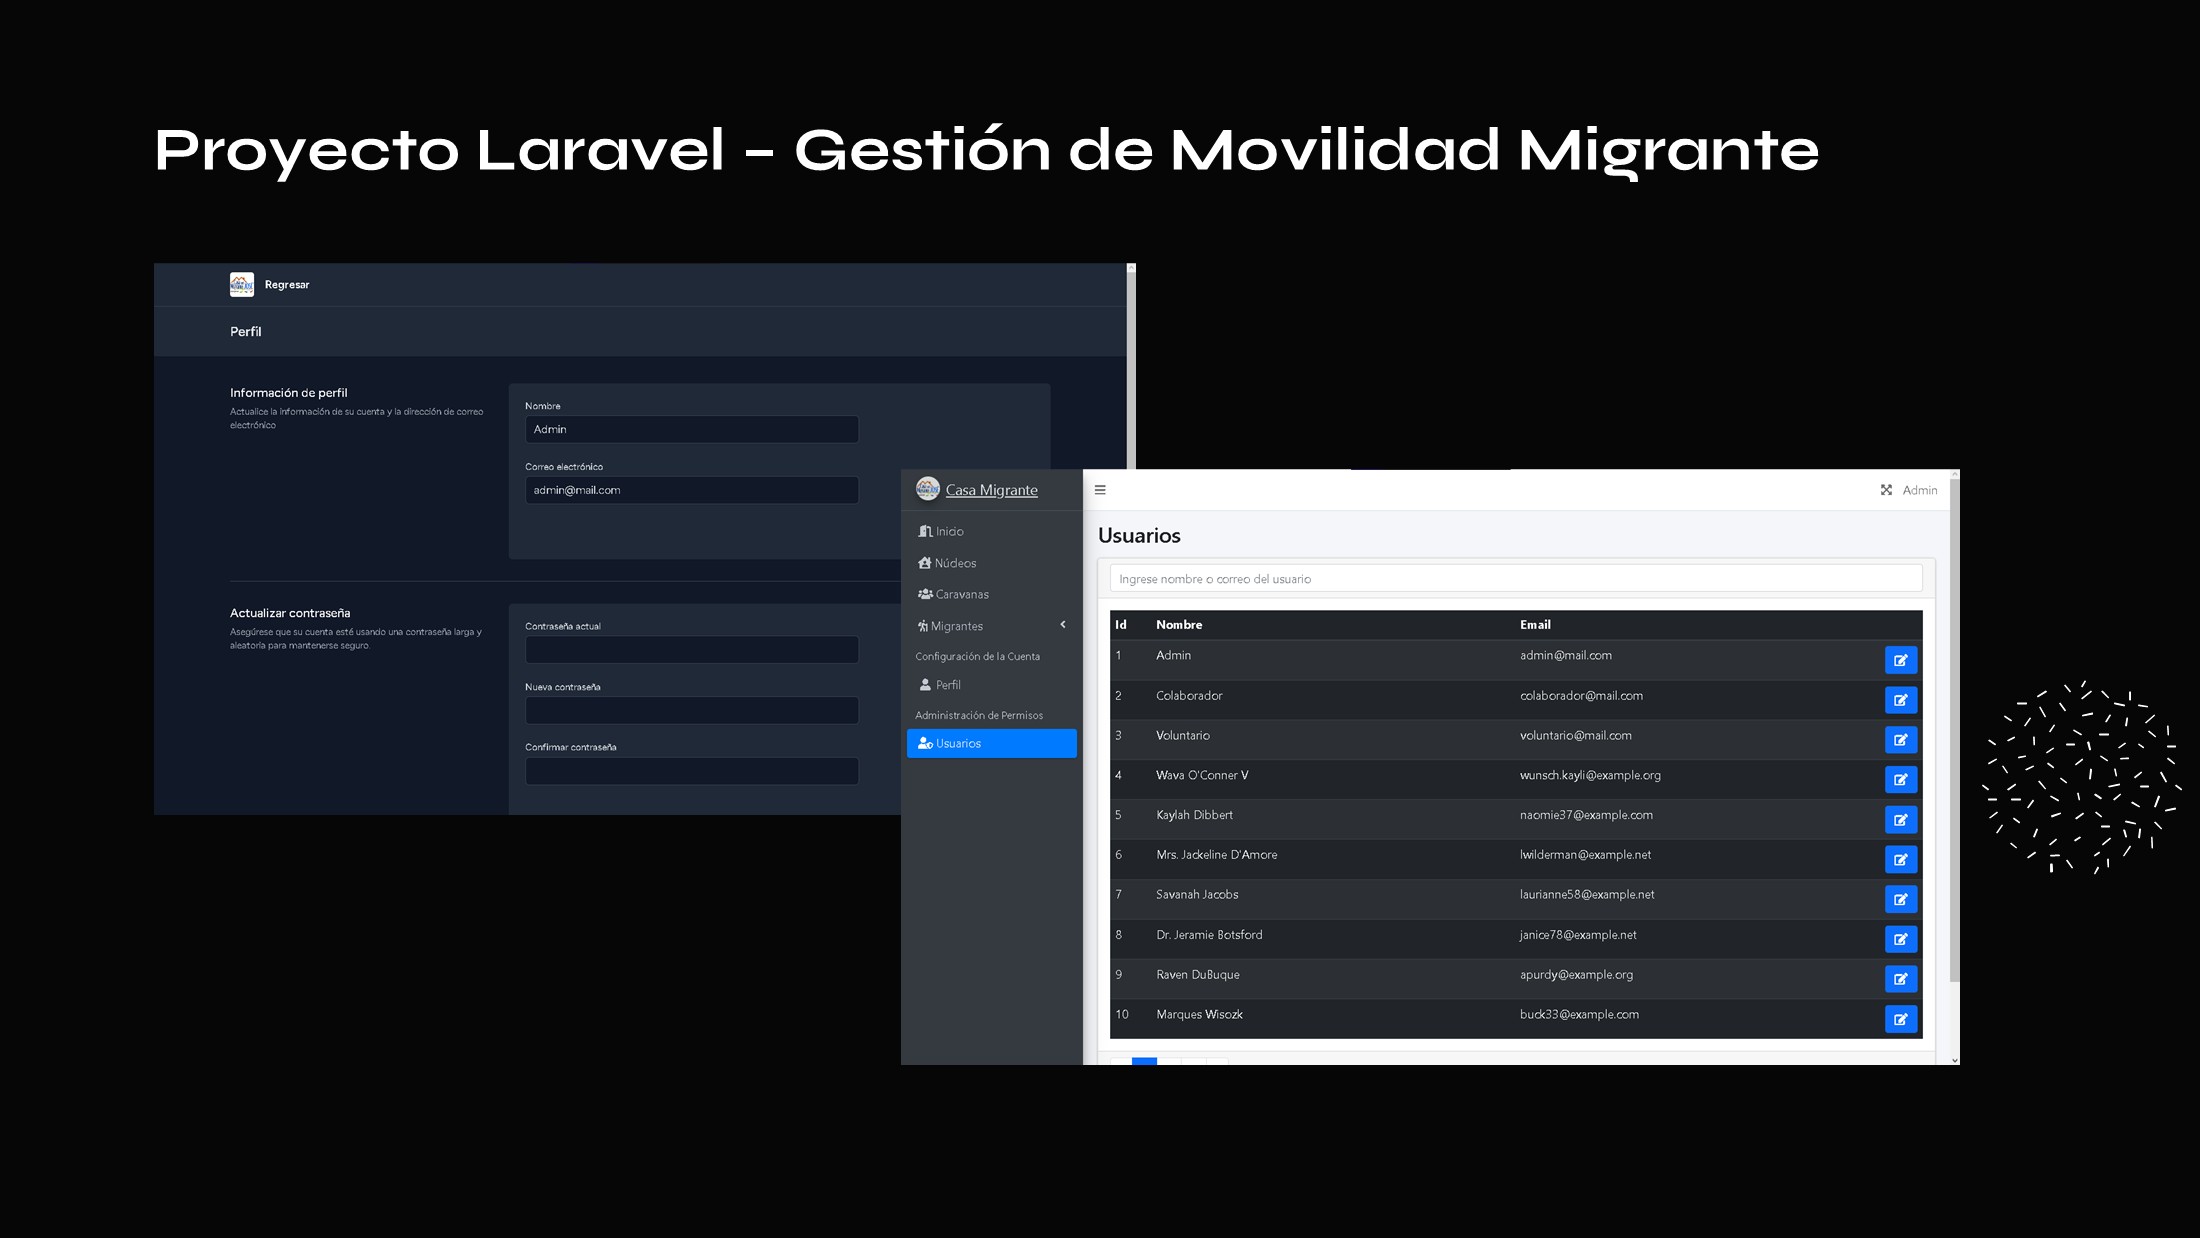 Proyecto Laravel – Gestión de Movilidad Migrante
Regresar
Perfil
Información de perfil
Actualice la información de su cuenta y la dirección de correo
electrónico
Nombre
Admin
Correo electrónico
admin@mail.com
Actualizar contraseña
Asegúrese que su cuenta esté usando una contraseña larga y
aleatoria para mantenerse seguro.
Contraseña actual
Nueva contraseña
Confirmar contraseña
Casa Migrante
Inicio
Núcleos
Caravanas
Migrantes
Configuración de la Cuenta
Perfil
Administración de Permisos
Usuarios
Admin
Usuarios
Ingrese nombre o correo del usuario
Id Nombre Email
1 Admin admin@mail.com
2 Colaborador colaborador@mail.com
3 Voluntario voluntario@mail.com
4 Wava O'Conner V wunsch.kayli@example.org
5 Kaylah Dibbert naomie37@example.com
6 Mrs. Jackeline D'Amore lwilderman@example.net
7 Savanah Jacobs laurianne58@example.net
8 Dr. Jeramie Botsford janice78@example.net
9 Raven DuBuque apurdy@example.org
10 Marques Wisozk buck33@example.com